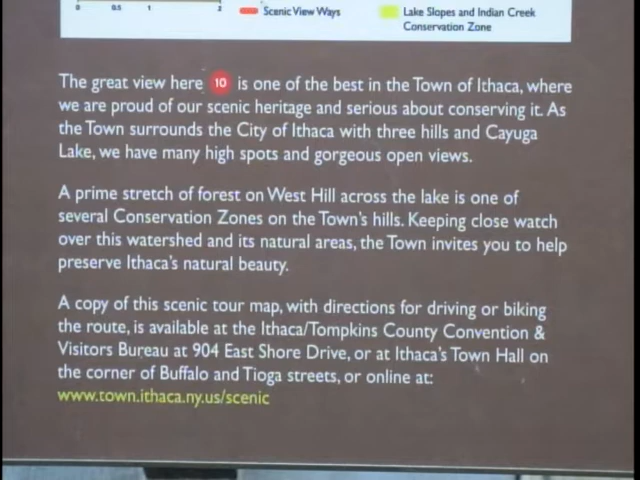 0 0.5 1 2
Scenic View Ways
Lake Slopes and Indian Creek
Conservation Zone
The great view here 10 is one of the best in the Town of Ithaca, where
we are proud of our scenic heritage and serious about conserving it. As
the Town surrounds the City of Ithaca with three hills and Cayuga
Lake, we have many high spots and gorgeous open views.
A prime stretch of forest on West Hill across the lake is one of
several Conservation Zones on the Town's hills. Keeping close watch
over this watershed and its natural areas, the Town invites you to help
preserve Ithaca's natural beauty.
A copy of this scenic tour map, with directions for driving or biking
the route, is available at the Ithaca/Tompkins County Convention &
Visitors Bureau at 904 East Shore Drive, or at Ithaca's Town Hall on
the corner of Buffalo and Tioga streets, or online at:
www.town.ithaca.ny.us/scenic